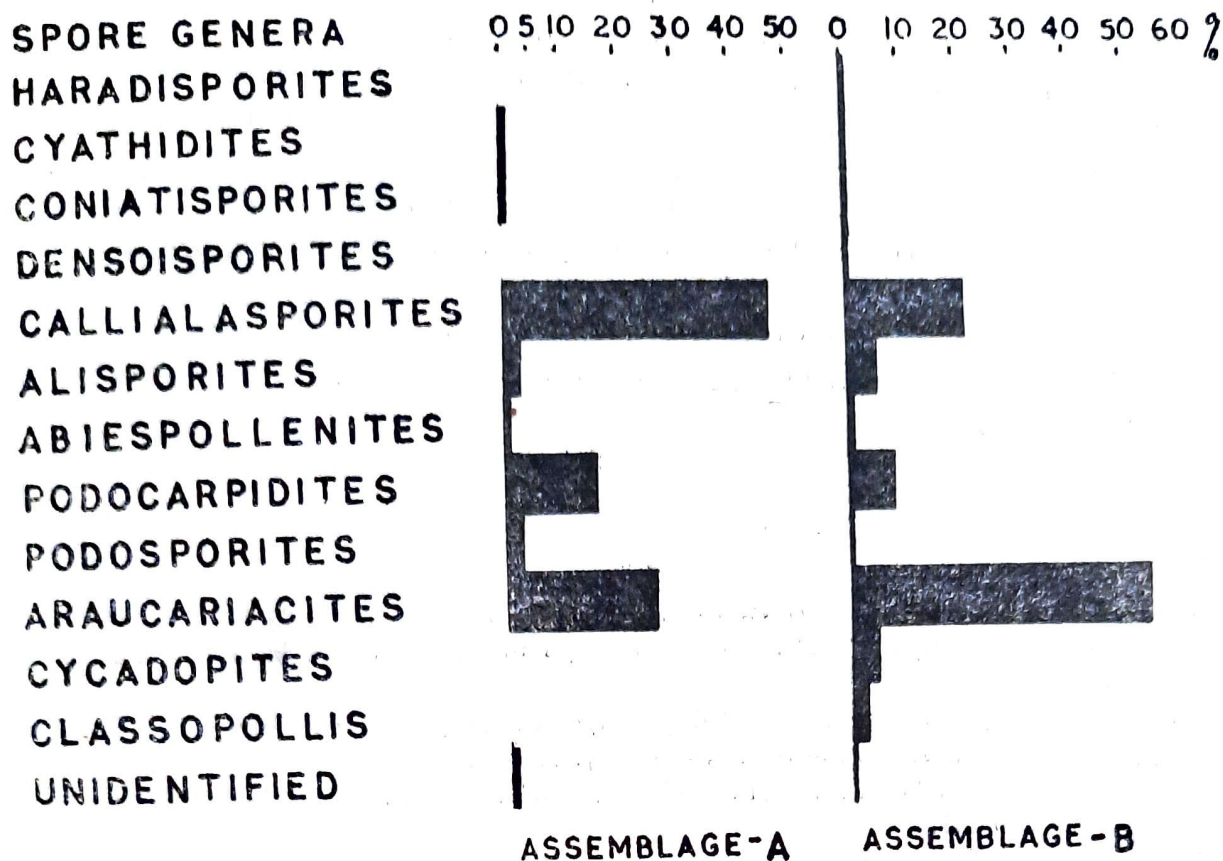 SPORE GENERA 0 5 10 20 30 40 50 0 10 20 30 40 50 60 %
HARADISPORITES
CYATHIDITES
CONIATISPORITES
DENSOISPORITES
CALLIALASPORITES
ALISPORITES
ABIESPOLLENITES
PODOCARPIDITES
PODOSPORITES
ARAUCARIACITES
CYCADOPITES
CLASSOPOLLIS
UNIDENTIFIED
ASSEMBLAGE-A ASSEMBLAGE-B